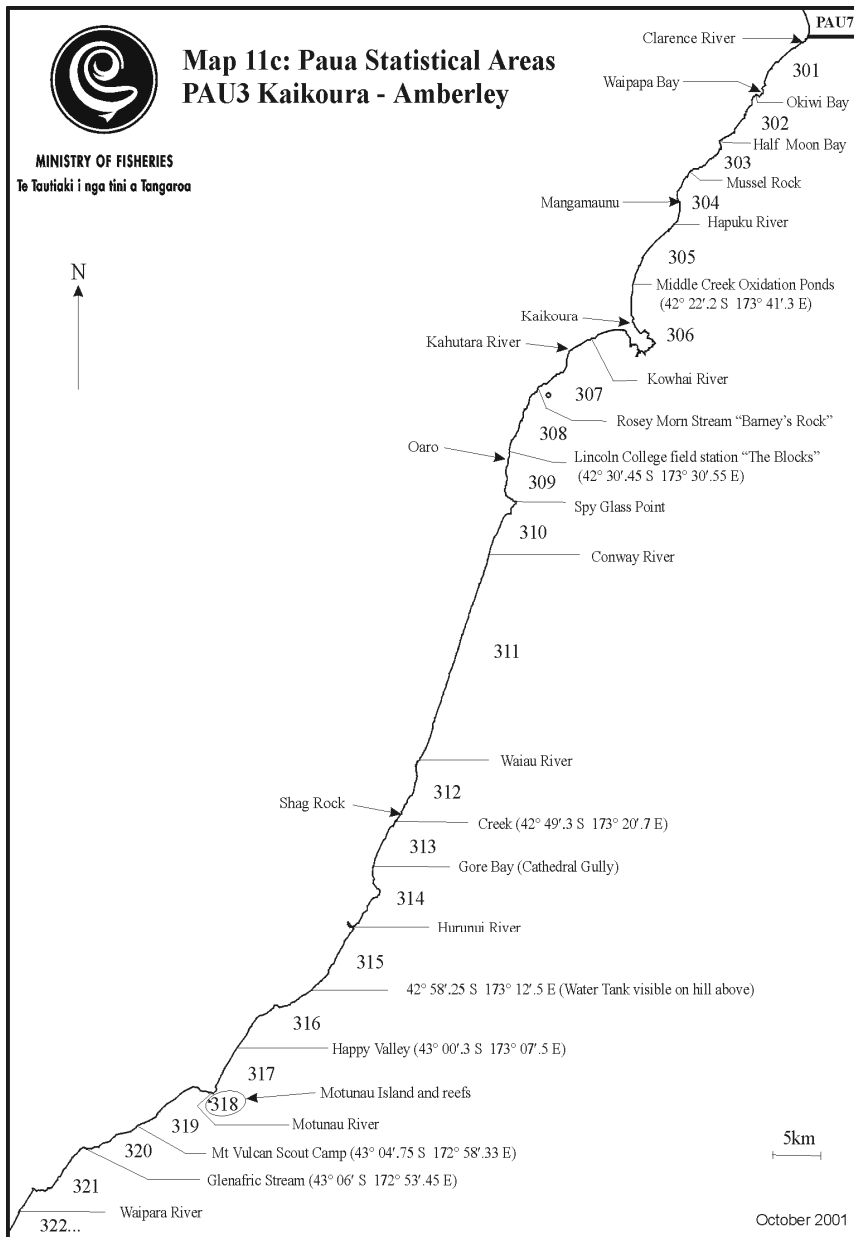 PAU7
Map 11c: Paua Statistical Areas
PAU3 Kaikoura - Amberley
MINISTRY OF FISHERIES
Te Tautiaki i nga tini a Tangaroa
N
Clarence River
301
Waipapa Bay
Okiwi Bay
302
Half Moon Bay
303
Mussel Rock
304
Mangamaunu
Hapuku River
305
Middle Creek Oxidation Ponds
(42° 22'.2 S 173° 41'.3 E)
Kaikoura
306
Kahutara River
Kowhai River
307
Rosey Morn Stream “Barney's Rock”
308
Oaro
Lincoln College field station “The Blocks”
(42° 30'.45 S 173° 30'.55 E)
309
Spy Glass Point
310
Conway River
311
Waiau River
312
Shag Rock
Creek (42° 49'.3 S 173° 20'.7 E)
313
Gore Bay (Cathedral Gully)
314
Hurunui River
315
42° 58'.25 S 173° 12'.5 E (Water Tank visible on hill above)
316
Happy Valley (43° 00'.3 S 173° 07'.5 E)
317
Motunau Island and reefs
318
319
Motunau River
320
Mt Vulcan Scout Camp (43° 04'.75 S 172° 58'.33 E)
Glenafric Stream (43° 06' S 172° 53'.45 E)
321
Waipara River
322...
5km
October 2001